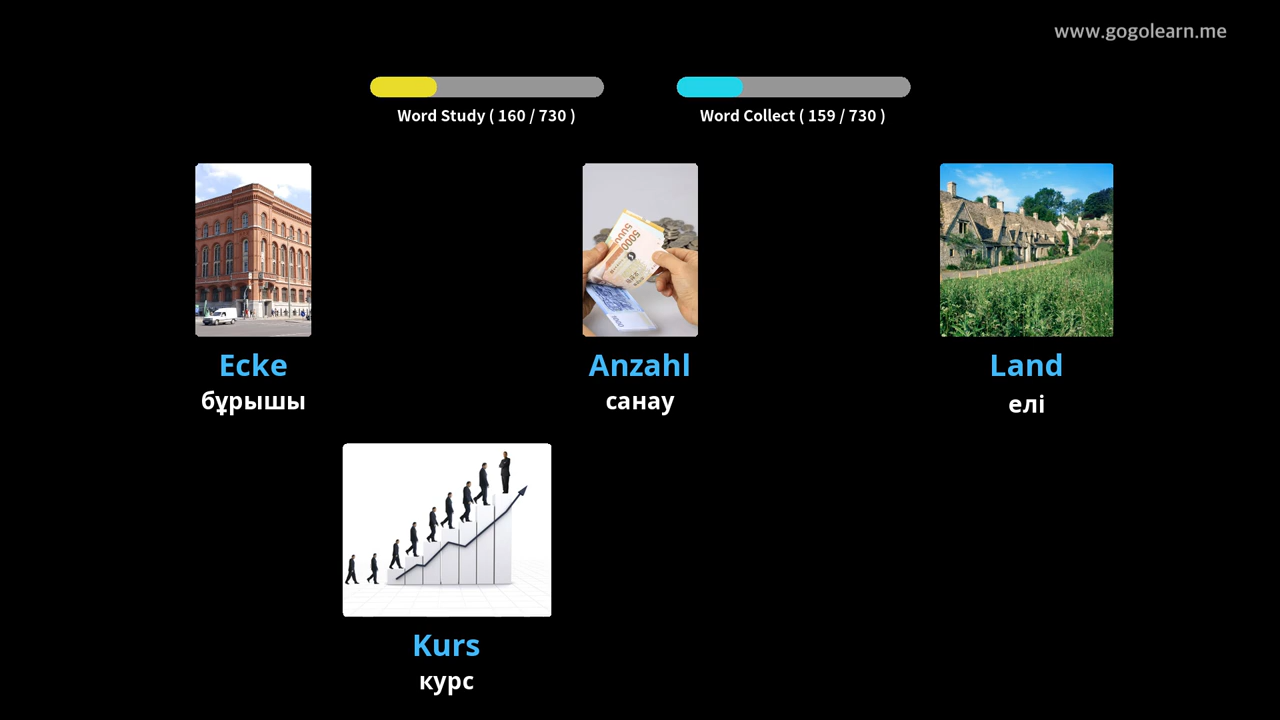 www.gogolearn.me
Word Study ( 160 / 730 )
Word Collect ( 159 / 730 )
5000
Ecke
бұрышы
Anzahl
санау
Land
елі
Kurs
курс